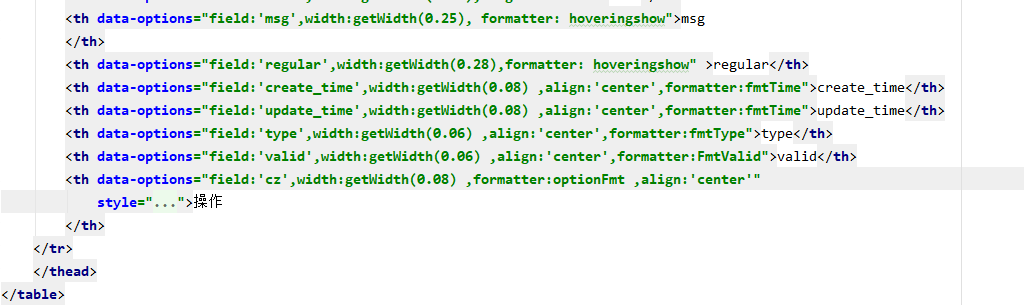 <th data-options="field:'msg',width:getWidth(0.25), formatter: hoveringshow">msg
</th>
<th data-options="field:'regular',width:getWidth(0.28),formatter: hoveringshow" >regular</th>
<th data-options="field:'create_time',width:getWidth(0.08) ,align:'center',formatter:fmtTime">create_time</th>
<th data-options="field:'update_time',width:getWidth(0.08) ,align:'center',formatter:fmtTime">update_time</th>
<th data-options="field:'type',width:getWidth(0.06) ,align:'center',formatter:fmtType">type</th>
<th data-options="field:'valid',width:getWidth(0.06) ,align:'center',formatter:FmtValid">valid</th>
<th data-options="field:'cz',width:getWidth(0.08) ,formatter:optionFmt ,align:'center'"
style="...">操作
</th>
</tr>
</thead>
</table>